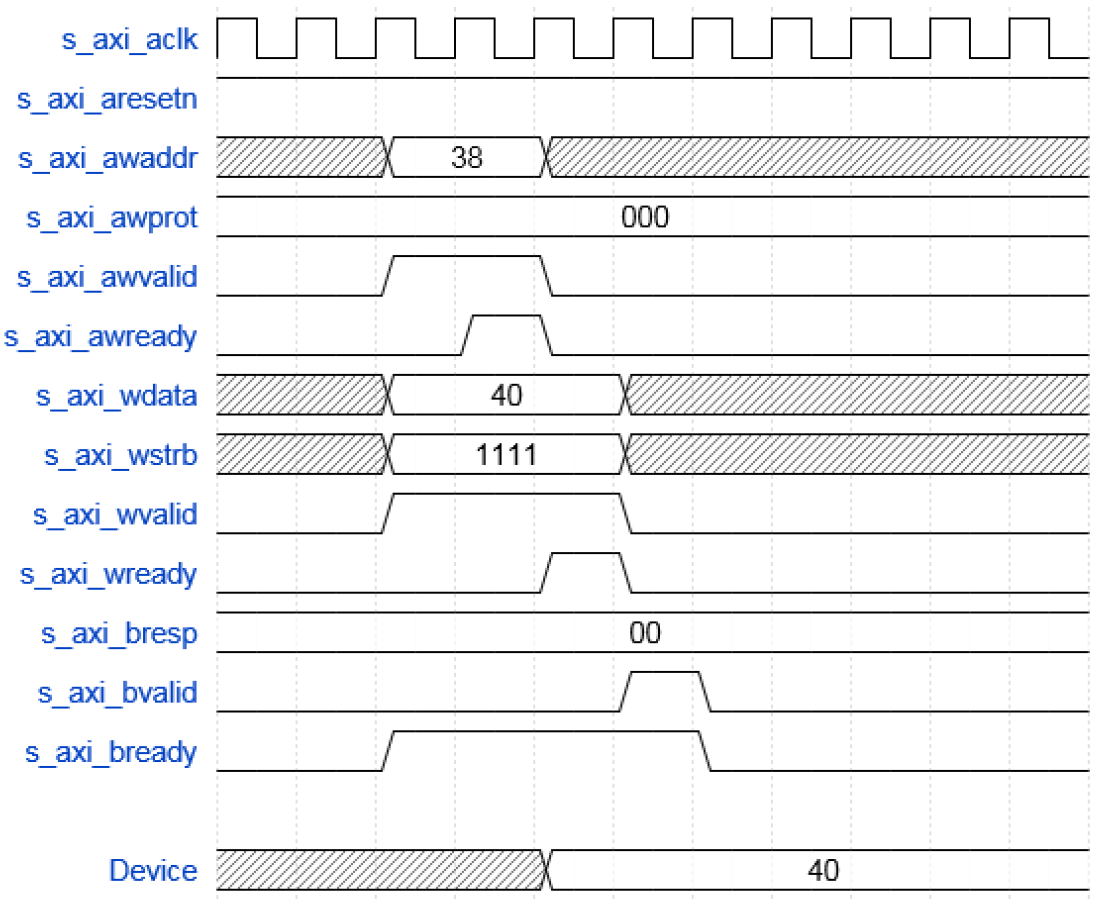 s_axi_aclk
s_axi_aresetn
s_axi_awaddr 38
s_axi_awprot 000
s_axi_awvalid
s_axi_awready
s_axi_wdata 40
s_axi_wstrb 1111
s_axi_wvalid
s_axi_wready
s_axi_bresp 00
s_axi_bvalid
s_axi_bready
Device 40